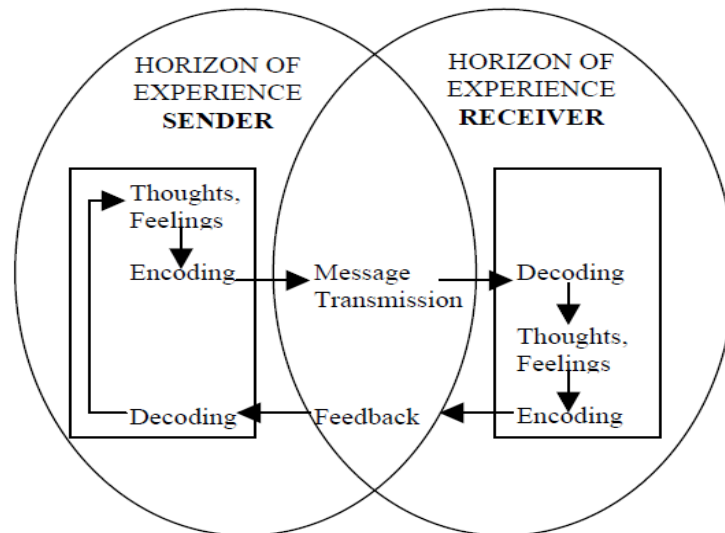 HORIZON OF
EXPERIENCE
SENDER
HORIZON OF
EXPERIENCE
RECEIVER
Thoughts,
Feelings
Encoding
Message
Transmission
Decoding
Thoughts,
Feelings
Encoding
Feedback
Decoding